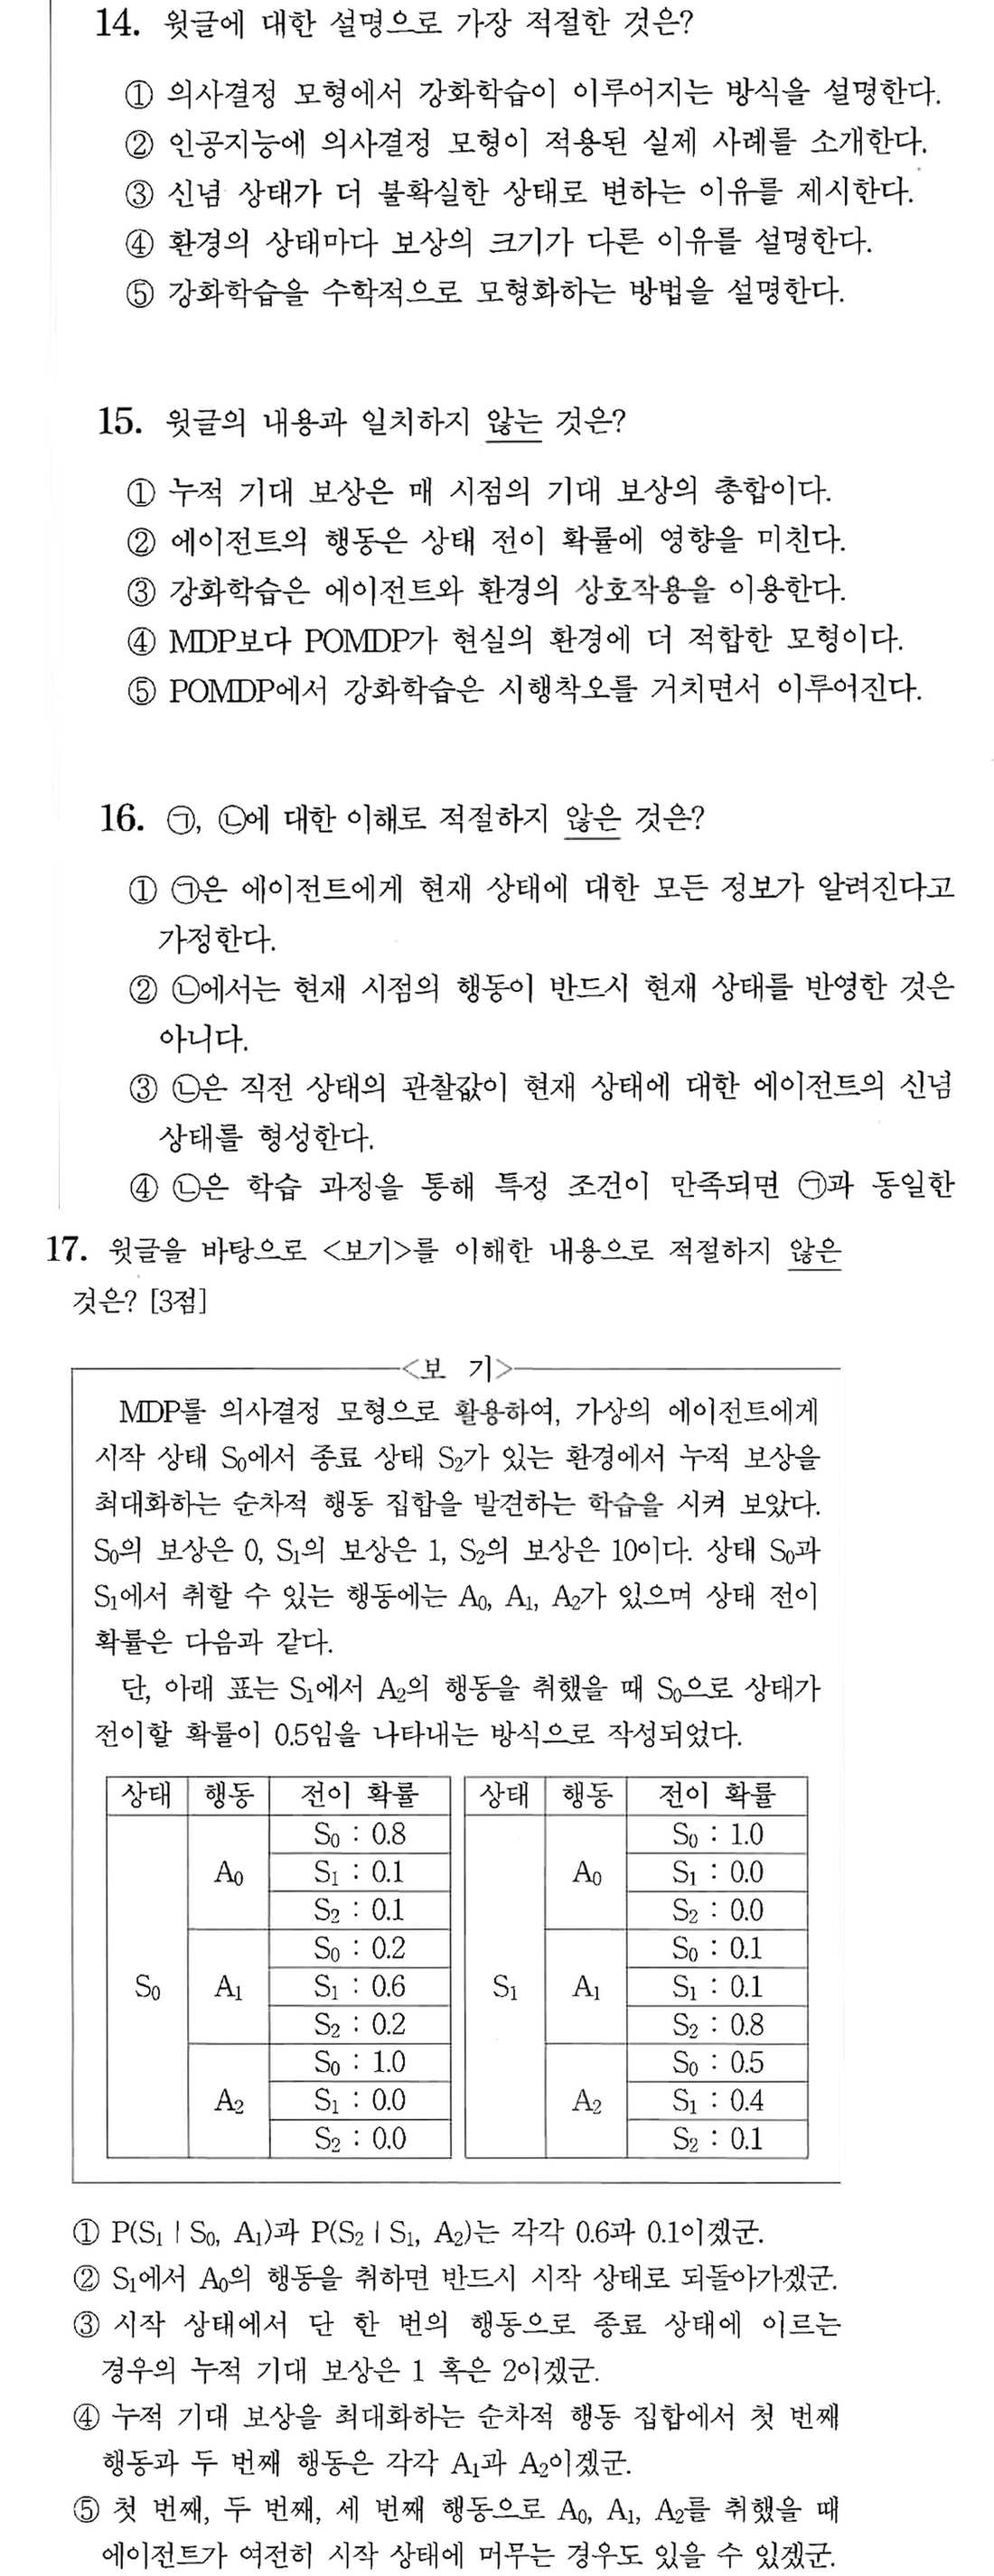 14. 윗글에 대한 설명으로 가장 적절한 것은?
① 의사결정 모형에서 강화학습이 이루어지는 방식을 설명한다.
② 인공지능에 의사결정 모형이 적용된 실제 사례를 소개한다.
③ 신념 상태가 더 불확실한 상태로 변하는 이유를 제시한다.
④ 환경의 상태마다 보상의 크기가 다른 이유를 설명한다.
⑤ 강화학습을 수학적으로 모형화하는 방법을 설명한다.
15. 윗글의 내용과 일치하지 않는 것은?
① 누적 기대 보상은 매 시점의 기대 보상의 총합이다.
② 에이전트의 행동은 상태 전이 확률에 영향을 미친다.
③ 강화학습은 에이전트와 환경의 상호작용을 이용한다.
④ MDP보다 POMDP가 현실의 환경에 더 적합한 모형이다.
⑤ POMDP에서 강화학습은 시행착오를 거치면서 이루어진다.
16. ㉠, ㉡에 대한 이해로 적절하지 않은 것은?
① ㉠은 에이전트에게 현재 상태에 대한 모든 정보가 알려진다고
가정한다.
② ㉡에서는 현재 시점의 행동이 반드시 현재 상태를 반영한 것은
아니다.
③ ㉡은 직전 상태의 관찰값이 현재 상태에 대한 에이전트의 신념
상태를 형성한다.
④ ㉡은 학습 과정을 통해 특정 조건이 만족되면 ㉠과 동일한
17. 윗글을 바탕으로 <보기>를 이해한 내용으로 적절하지 않은
것은? [3점]
<보 기>
MDP를 의사결정 모형으로 활용하여, 가상의 에이전트에게
시작 상태 S₀에서 종료 상태 S₂가 있는 환경에서 누적 보상을
최대화하는 순차적 행동 집합을 발견하는 학습을 시켜 보았다.
S₀의 보상은 0, S₁의 보상은 1, S₂의 보상은 10이다. 상태 S₀과
S₁에서 취할 수 있는 행동에는 A₀, A₁, A₂가 있으며 상태 전이
확률은 다음과 같다.
단, 아래 표는 S₁에서 A₂의 행동을 취했을 때 S₀으로 상태가
전이할 확률이 0.5임을 나타내는 방식으로 작성되었다.
상태 행동 전이 확률 상태 행동 전이 확률
S₀ : 0.8 S₀ : 1.0
A₀ S₁ : 0.1 A₀ S₁ : 0.0
S₂ : 0.1 S₂ : 0.0
S₀ : 0.2 S₀ : 0.1
S₀ A₁ S₁ : 0.6 S₁ A₁ S₁ : 0.1
S₂ : 0.2 S₂ : 0.8
S₀ : 1.0 S₀ : 0.5
A₂ S₁ : 0.0 A₂ S₁ : 0.4
S₂ : 0.0 S₂ : 0.1
① P(S₁ | S₀, A₁)과 P(S₂ | S₁, A₂)는 각각 0.6과 0.1이겠군.
② S₁에서 A₀의 행동을 취하면 반드시 시작 상태로 되돌아가겠군.
③ 시작 상태에서 단 한 번의 행동으로 종료 상태에 이르는
경우의 누적 기대 보상은 1 혹은 2이겠군.
④ 누적 기대 보상을 최대화하는 순차적 행동 집합에서 첫 번째
행동과 두 번째 행동은 각각 A₁과 A₂이겠군.
⑤ 첫 번째, 두 번째, 세 번째 행동으로 A₀, A₁, A₂를 취했을 때
에이전트가 여전히 시작 상태에 머무는 경우도 있을 수 있겠군.